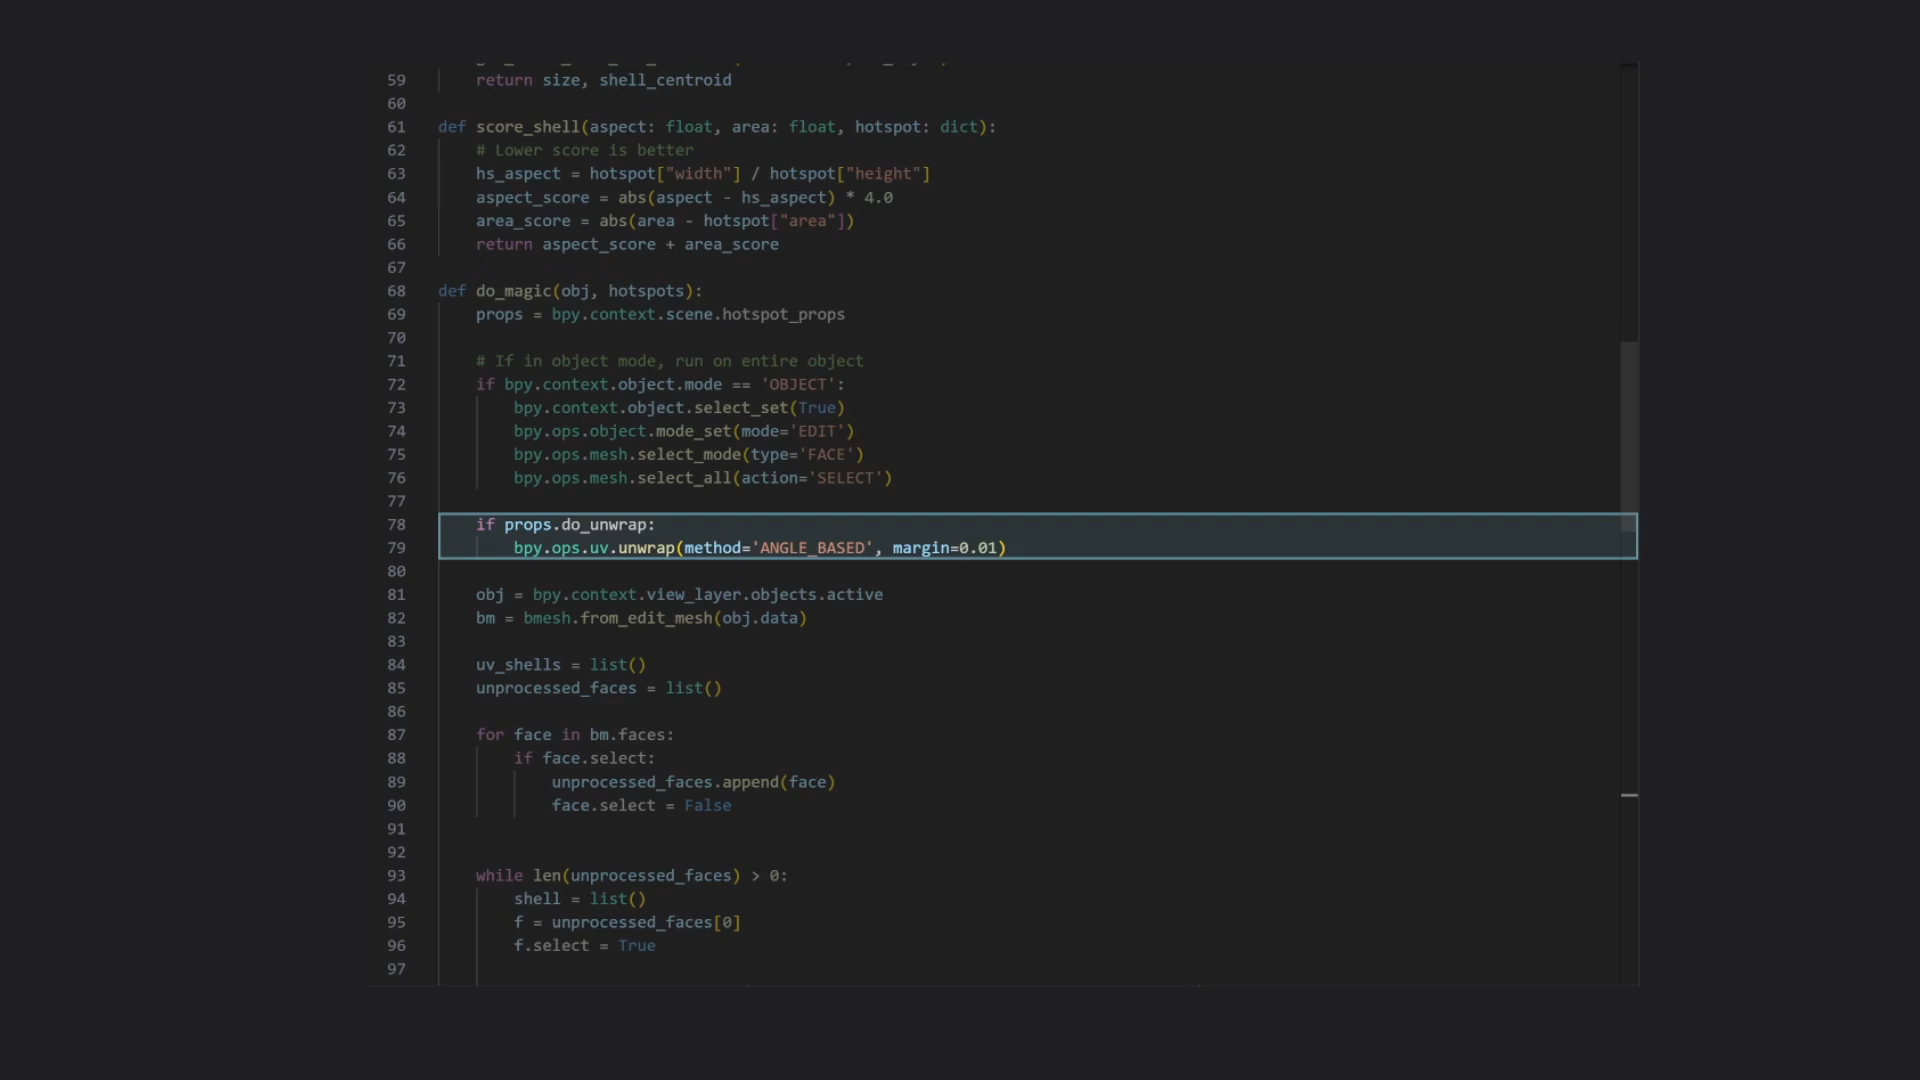 59 return size, shell_centroid
60
61 def score_shell(aspect: float, area: float, hotspot: dict):
62 # Lower score is better
63 hs_aspect = hotspot["width"] / hotspot["height"]
64 aspect_score = abs(aspect - hs_aspect) * 4.0
65 area_score = abs(area - hotspot["area"])
66 return aspect_score + area_score
67
68 def do_magic(obj, hotspots):
69 props = bpy.context.scene.hotspot_props
70
71 # If in object mode, run on entire object
72 if bpy.context.object.mode == 'OBJECT':
73 bpy.context.object.select_set(True)
74 bpy.ops.object.mode_set(mode='EDIT')
75 bpy.ops.mesh.select_mode(type='FACE')
76 bpy.ops.mesh.select_all(action='SELECT')
77
78 if props.do_unwrap:
79 bpy.ops.uv.unwrap(method='ANGLE_BASED', margin=0.01)
80
81 obj = bpy.context.view_layer.objects.active
82 bm = bmesh.from_edit_mesh(obj.data)
83
84 uv_shells = list()
85 unprocessed_faces = list()
86
87 for face in bm.faces:
88 if face.select:
89 unprocessed_faces.append(face)
90 face.select = False
91
92
93 while len(unprocessed_faces) > 0:
94 shell = list()
95 f = unprocessed_faces[0]
96 f.select = True
97